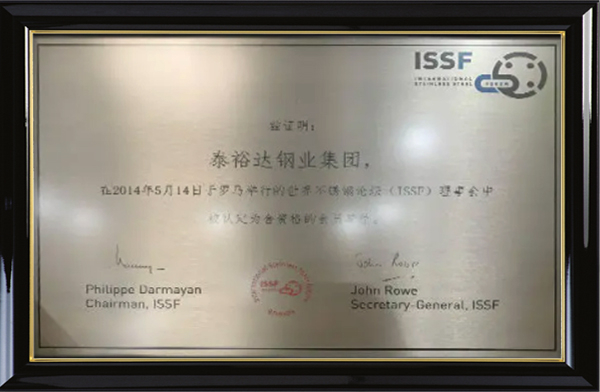 ISSF
INTERNATIONAL
STAINLESS STEEL
FORUM
兹证明：
泰裕达钢业集团，
在2014年5月14日于罗马举行的世界不锈钢论坛（ISSF）理事会中
被认定为合资格的会员单位。
Philippe Darmayan
Chairman, ISSF
ISSF
John Rowe
Secretary-General, ISSF